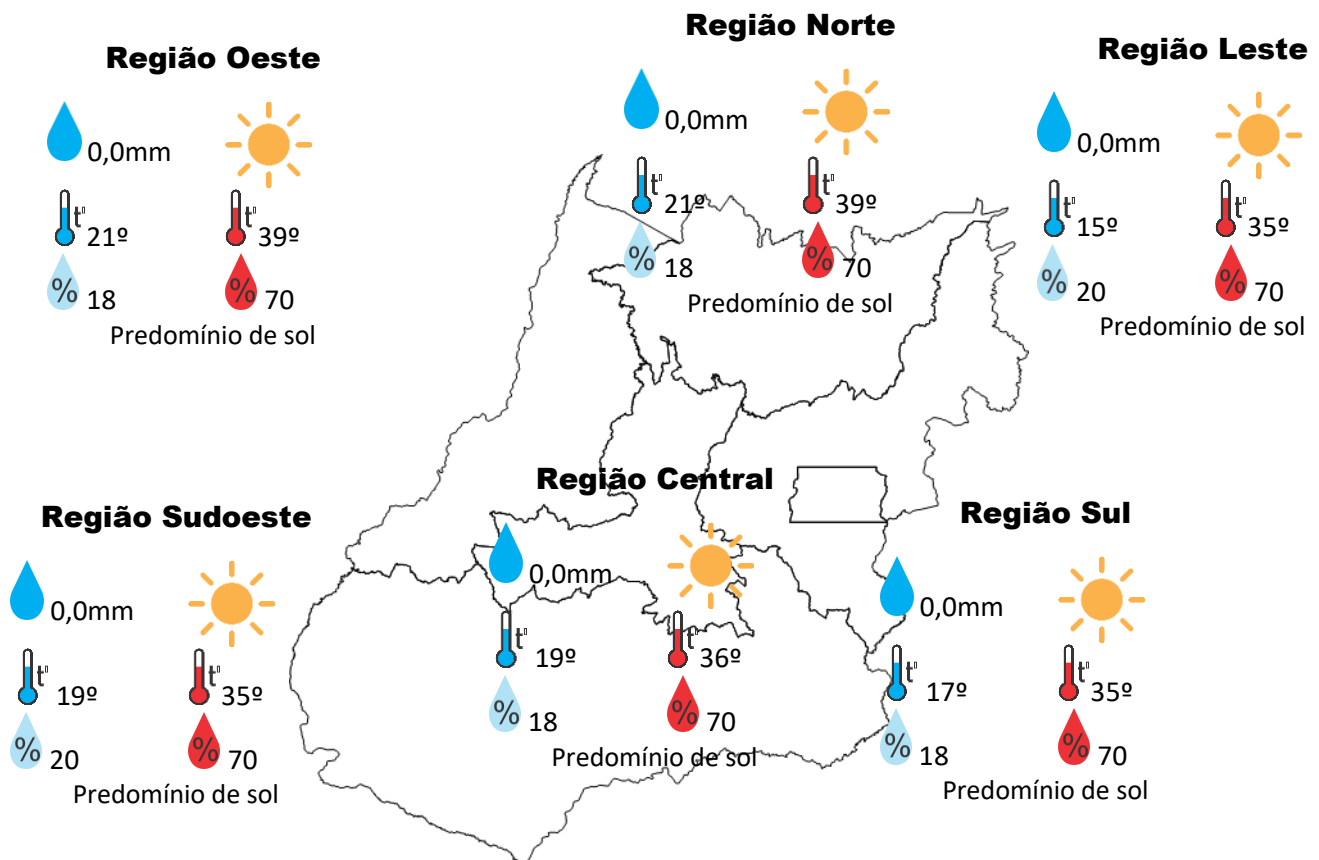 Região Oeste
0,0mm
t°
21º
t°
39º
%
18
%
70
Predomínio de sol
Região Norte
0,0mm
t°
21º
t°
39º
%
18
%
70
Predomínio de sol
Região Leste
0,0mm
t°
15º
t°
35º
%
20
%
70
Predomínio de sol
Região Sudoeste
0,0mm
t°
19º
t°
35º
%
20
%
70
Predomínio de sol
Região Central
0,0mm
t°
19º
t°
36º
%
18
%
70
Predomínio de sol
Região Sul
0,0mm
t°
17º
t°
35º
%
18
%
70
Predomínio de sol